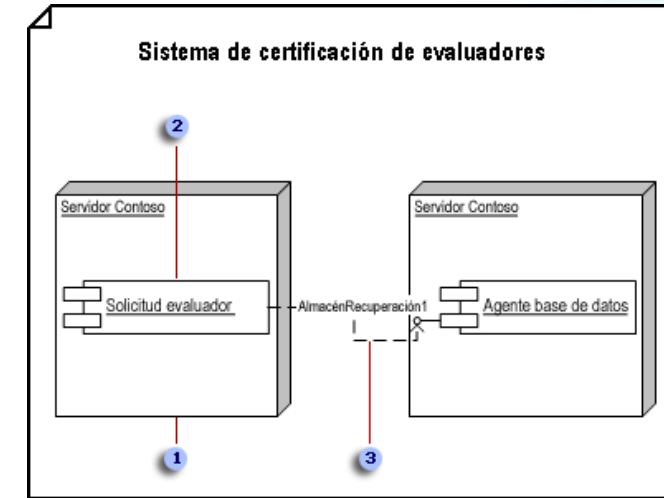 Sistema de certificación de evaluadores
2
Servidor Contoso
Servidor Contoso
Solicitud evaluador
AlmacénRecuperación1
Agente base de datos
1
3